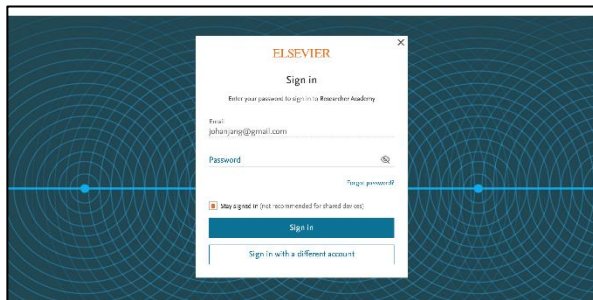 ELSEVIER
Sign in
Enter your password to sign in to Researcher Academy
Email
johanjang@gmail.com
Password
Forgot password?
Stay signed in (not recommended for shared devices)
Sign in
Sign in with a different account